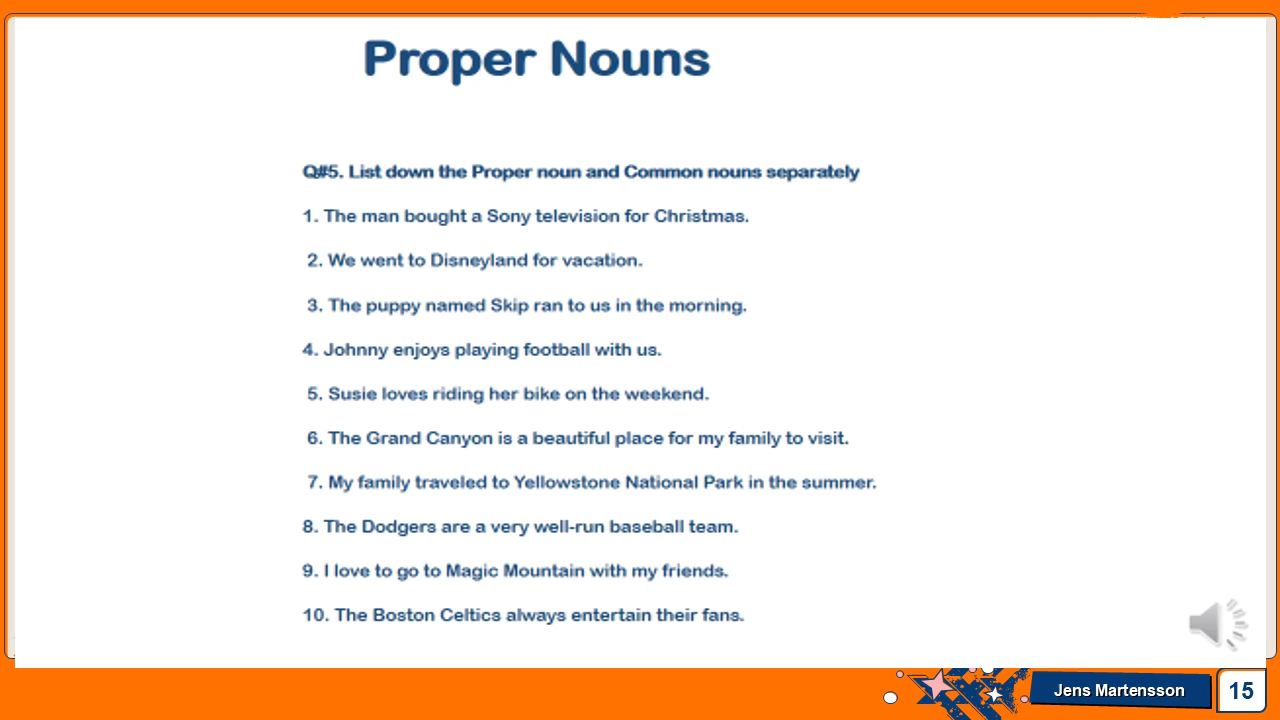 Proper Nouns
Q#5. List down the Proper noun and Common nouns separately
1. The man bought a Sony television for Christmas.
2. We went to Disneyland for vacation.
3. The puppy named Skip ran to us in the morning.
4. Johnny enjoys playing football with us.
5. Susie loves riding her bike on the weekend.
6. The Grand Canyon is a beautiful place for my family to visit.
7. My family traveled to Yellowstone National Park in the summer.
8. The Dodgers are a very well-run baseball team.
9. I love to go to Magic Mountain with my friends.
10. The Boston Celtics always entertain their fans.
Jens Martensson
15